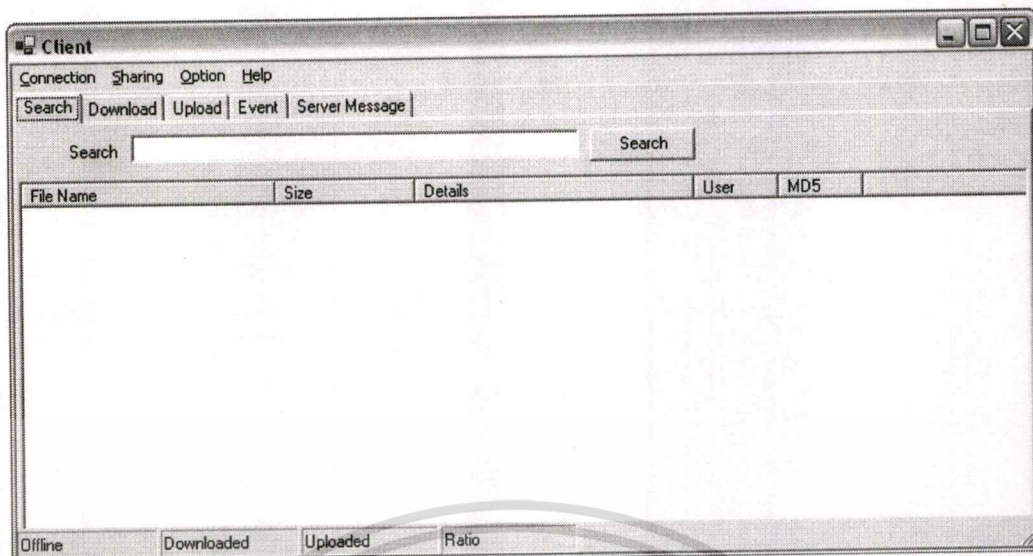 Client
Connection Sharing Option Help
Search Download Upload Event Server Message
Search Search
File Name Size Details User MD5
Offline Downloaded Uploaded Ratio